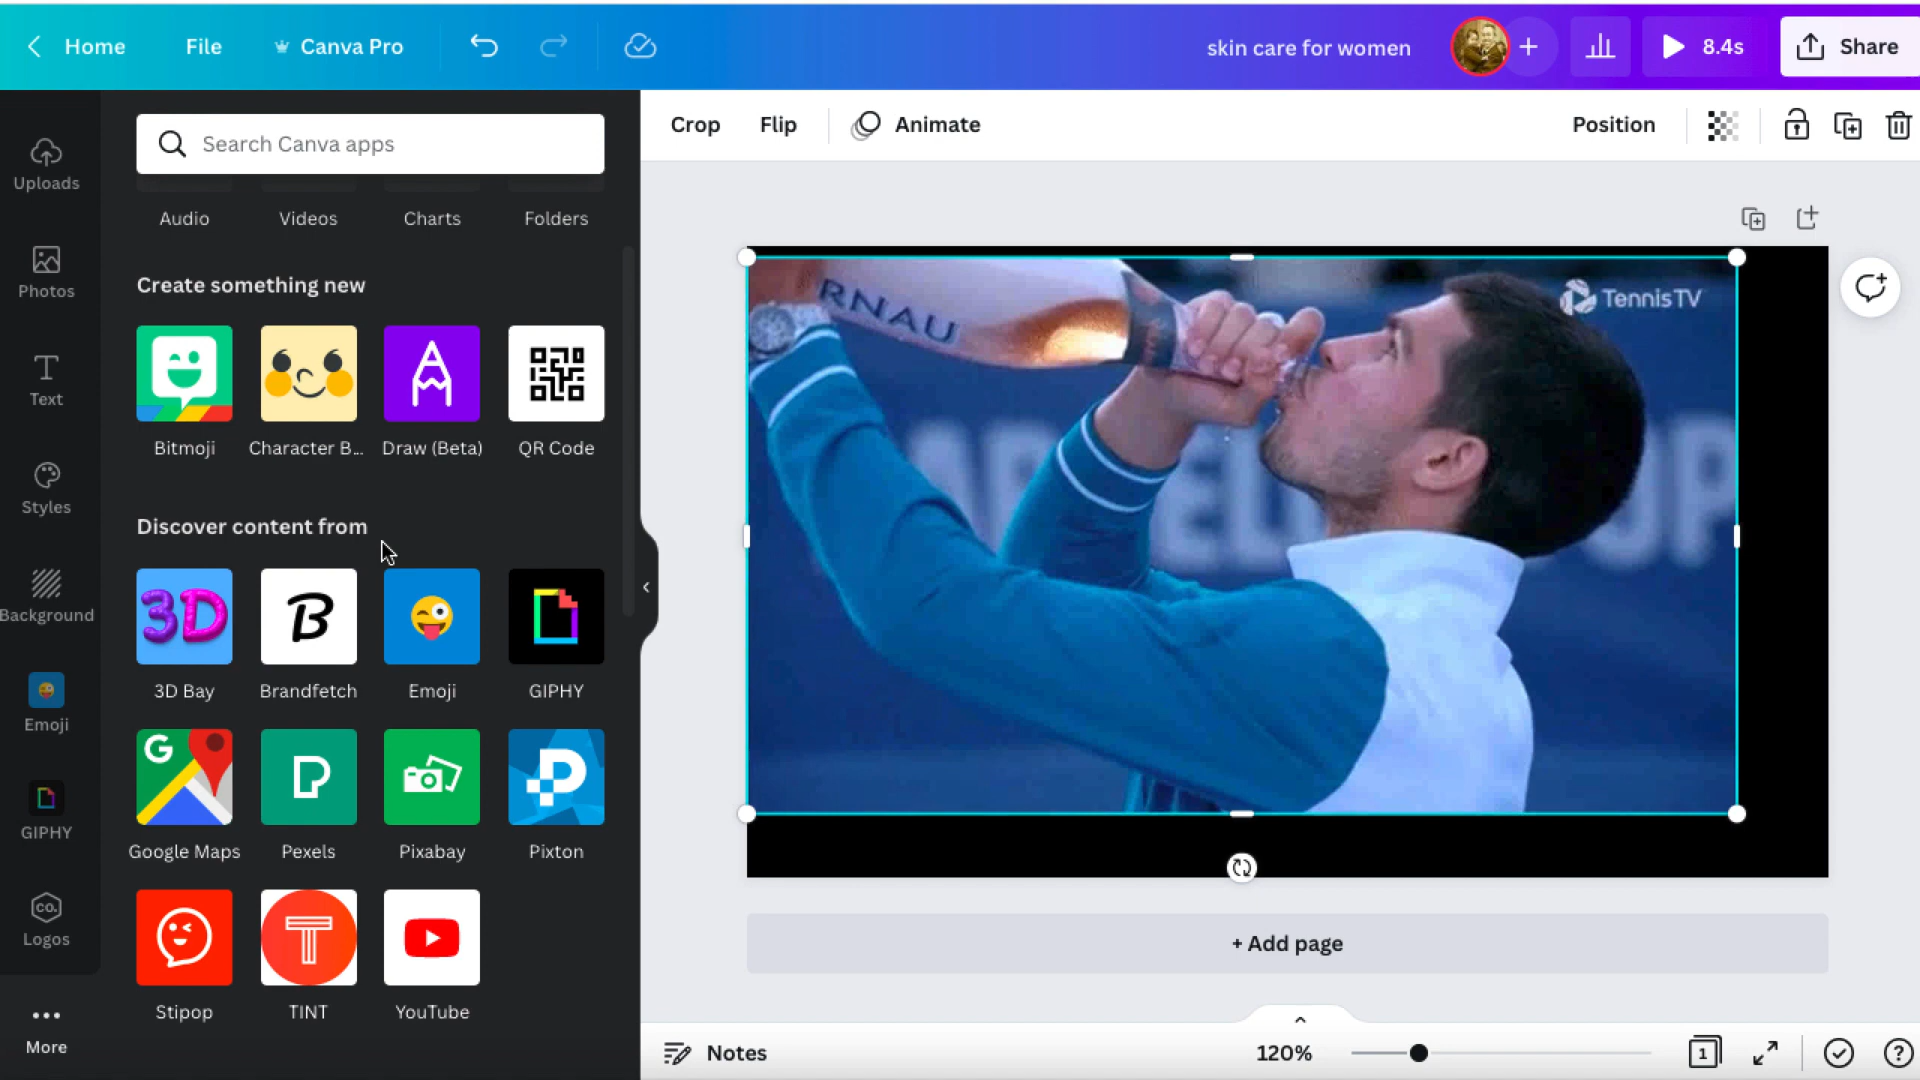 Home File Canva Pro skin care for women 8.4s Share
Search Canva apps
Crop Flip Animate Position
Uploads
Photos
Text
Styles
Background
Emoji
GIPHY
CO.
Logos
More
Audio Videos Charts Folders
Create something new
Bitmoji Character B... Draw (Beta) QR Code
Discover content from
3D B G P T
3D Bay Brandfetch Emoji GIPHY
Google Maps Pexels Pixabay Pixton
Stipop TINT YouTube
RNAU
TennisTV
+ Add page
Notes 120% 1 ?